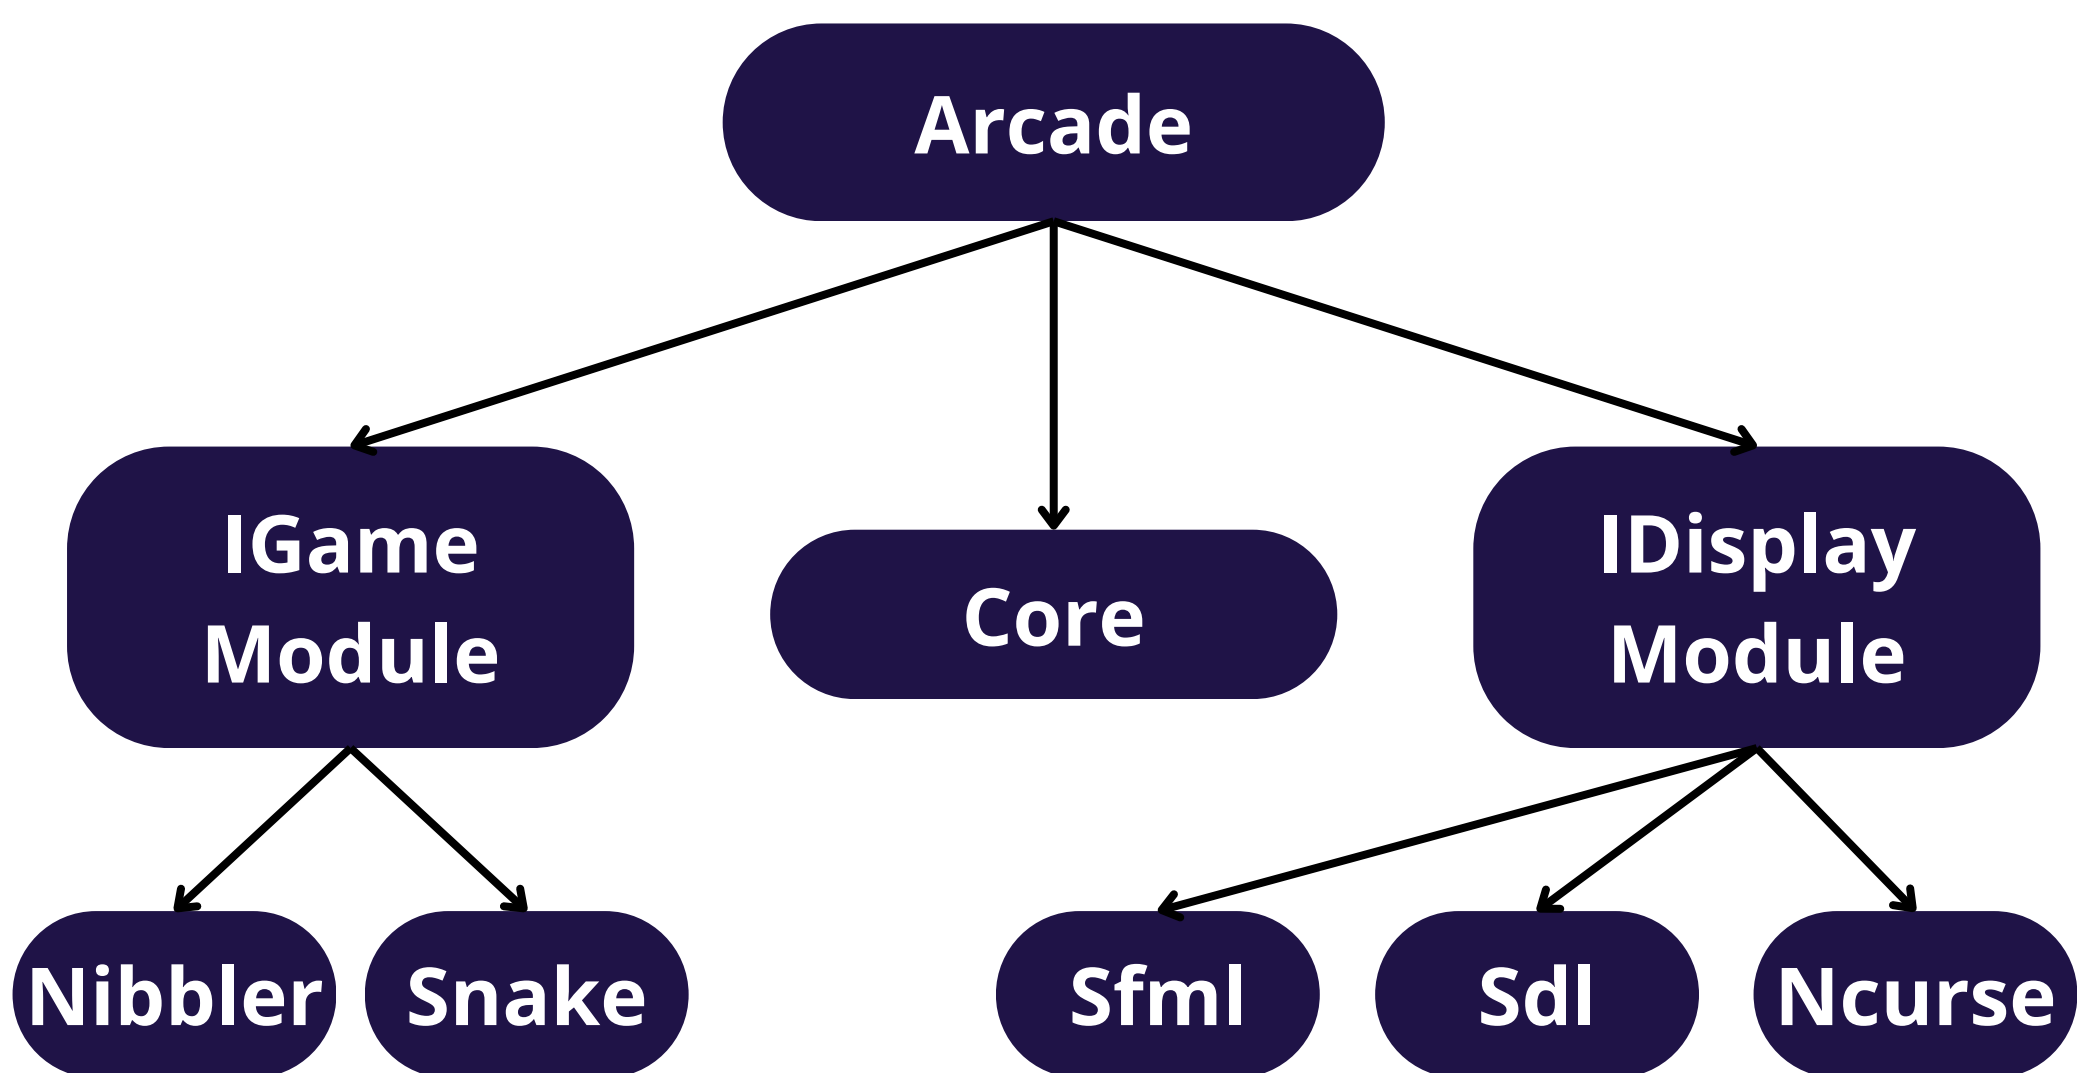 Arcade
IGame
Module
Core
IDisplay
Module
Nibbler
Snake
Sfml
Sdl
Ncurse